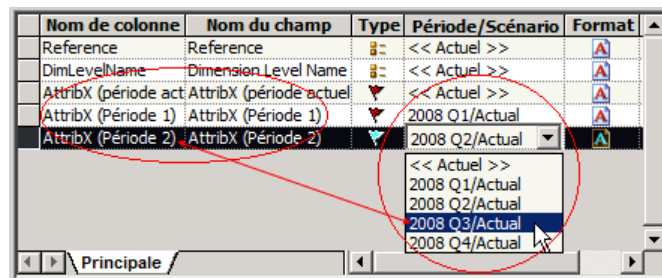 Nom de colonne Nom du champ Type Période/Scénario Format
Reference Reference << Actuel >> A
DimLevelName Dimension Level Name << Actuel >> A
AttribX (période act AttribX (période actuel << Actuel >> A
AttribX (Période 1) AttribX (Période 1) 2008 Q1/Actual A
AttribX (Période 2) AttribX (Période 2) 2008 Q2/Actual A
<< Actuel >>
2008 Q1/Actual
2008 Q2/Actual
2008 Q3/Actual
2008 Q4/Actual
Principale